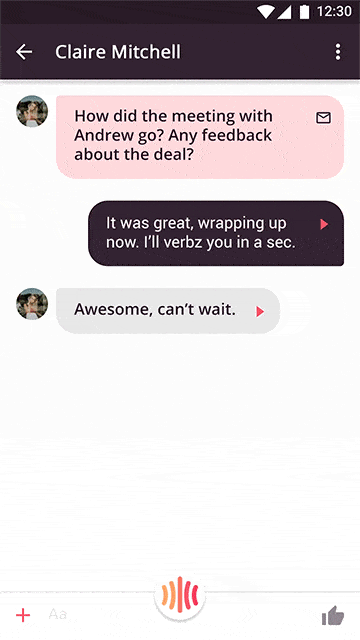 12:30
Claire Mitchell
How did the meeting with
Andrew go? Any feedback
about the deal?
It was great, wrapping up
now. I’ll verbz you in a sec.
Awesome, can’t wait.
Aa